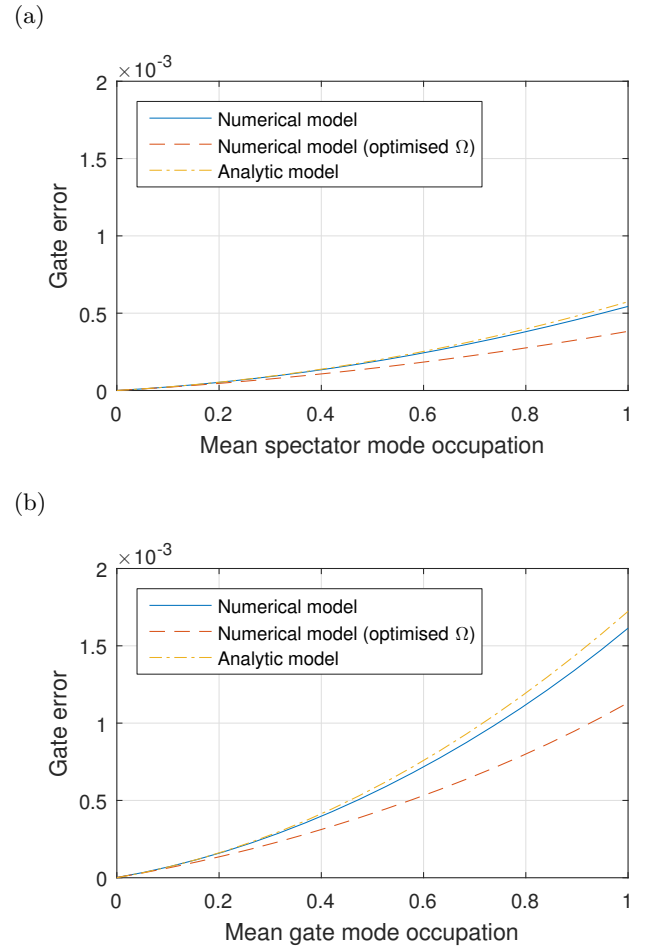 (a)
×10-3
2
1.5
1
0.5
0
Gate error
Numerical model
Numerical model (optimised Ω)
Analytic model
0 0.2 0.4 0.6 0.8 1
Mean spectator mode occupation
(b)
×10-3
2
1.5
1
0.5
0
Gate error
Numerical model
Numerical model (optimised Ω)
Analytic model
0 0.2 0.4 0.6 0.8 1
Mean gate mode occupation